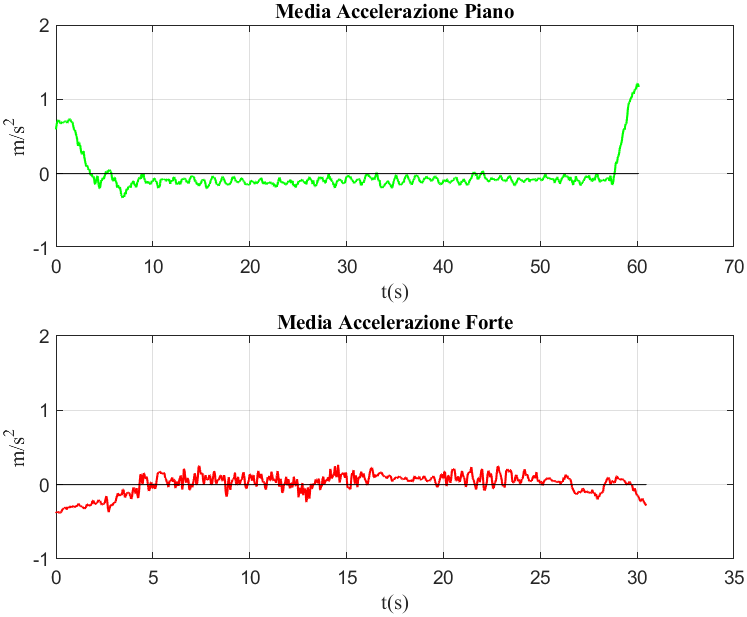 Media Accelerazione Piano
2
1
0
-1
m/s²
0 10 20 30 40 50 60 70
t(s)
Media Accelerazione Forte
2
1
0
-1
m/s²
0 5 10 15 20 25 30 35
t(s)